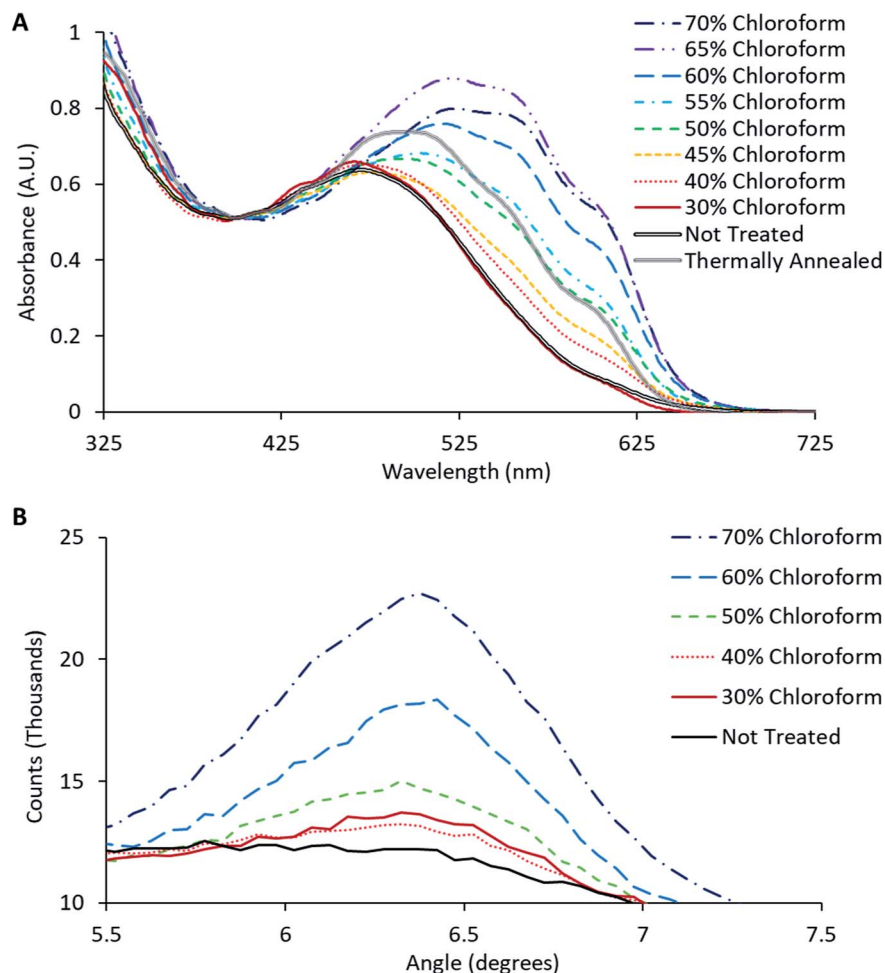 A
1
0.8
0.6
0.4
0.2
0
Absorbance (A.U.)
325
425
525
625
725
Wavelength (nm)
70% Chloroform
65% Chloroform
60% Chloroform
55% Chloroform
50% Chloroform
45% Chloroform
40% Chloroform
30% Chloroform
Not Treated
Thermally Annealed
B
25
20
15
10
Counts (Thousands)
5.5
6
6.5
7
7.5
Angle (degrees)
70% Chloroform
60% Chloroform
50% Chloroform
40% Chloroform
30% Chloroform
Not Treated